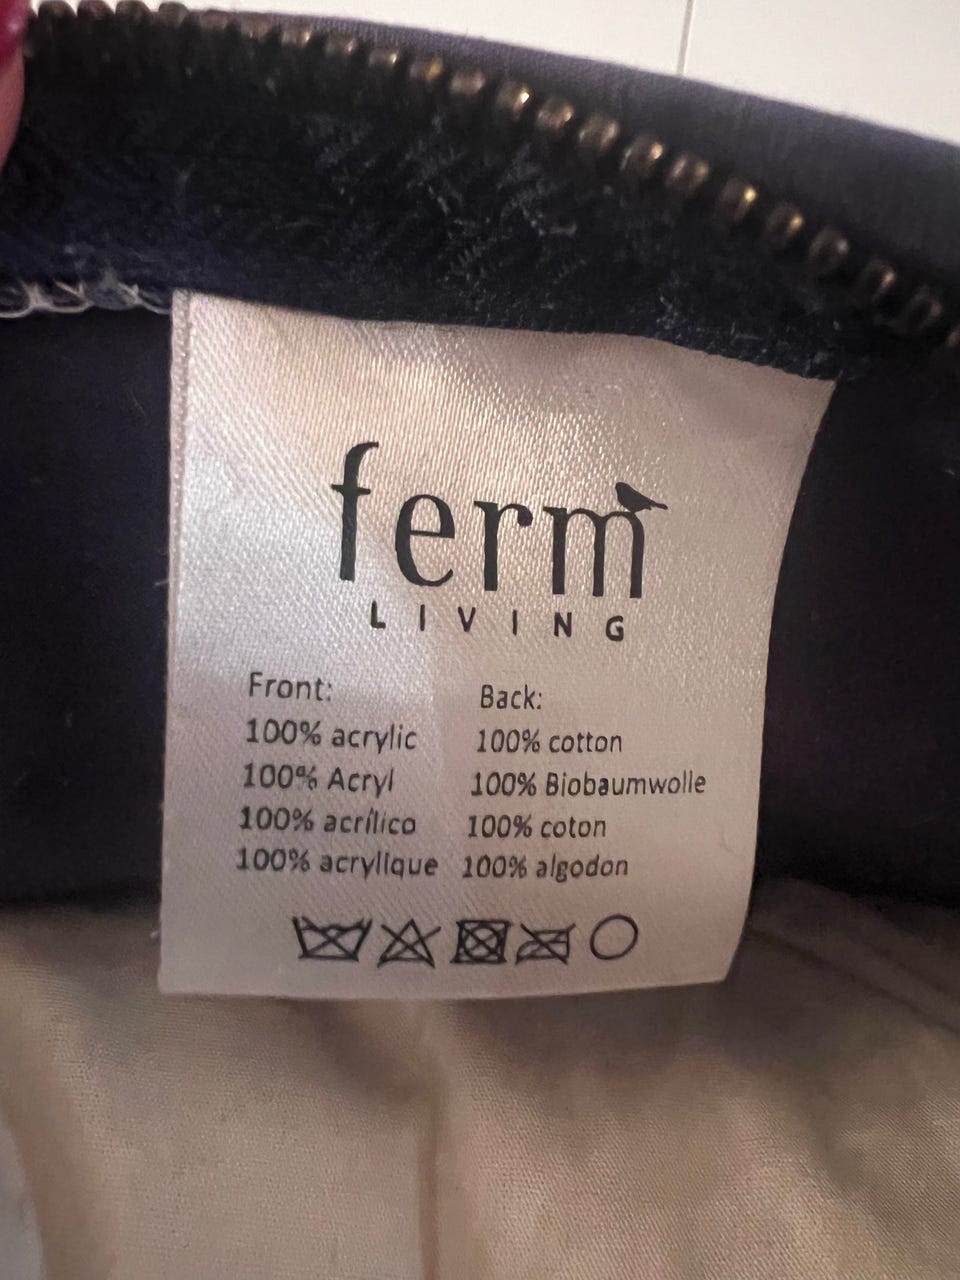 ferm
LIVING
Front:
100% acrylic
100% Acryl
100% acrílico
100% acrylique
Back:
100% cotton
100% Biobaumwolle
100% coton
100% algodon